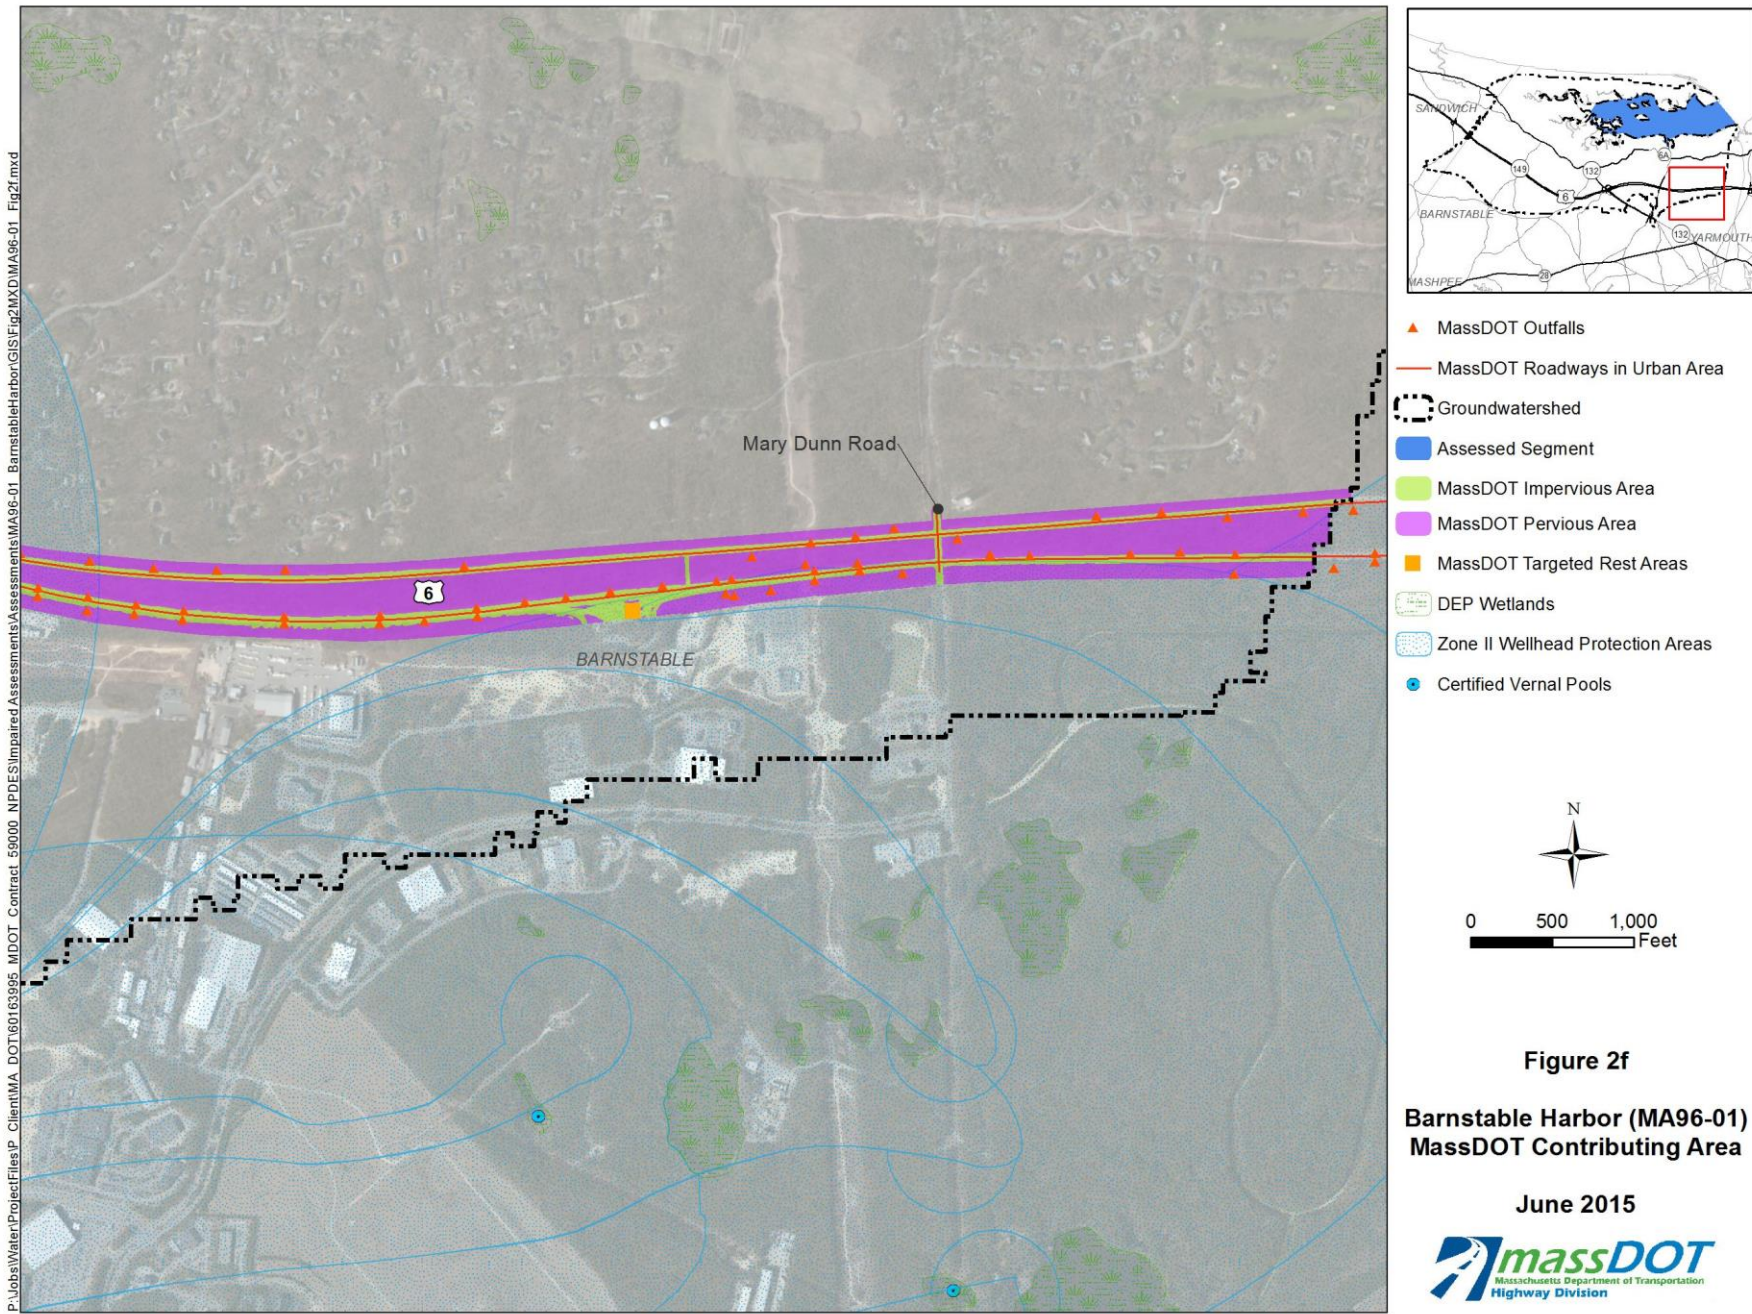 P:\Jobs\Water\ProjectFiles\P_Client\MA_DOT\60163995_MDOT_Contract_59000_NPDES\Impaired Assessments\Assessments\MA96-01_BarnstableHarbor\GIS\Fig2MXD\MA96-01_Fig2f.mxd
Mary Dunn Road
6
BARNSTABLE
SANDWICH
6A
149
132
6
BARNSTABLE
132
YARMOUTH
28
MASHPEE
MassDOT Outfalls
MassDOT Roadways in Urban Area
Groundwatershed
Assessed Segment
MassDOT Impervious Area
MassDOT Pervious Area
MassDOT Targeted Rest Areas
DEP Wetlands
Zone II Wellhead Protection Areas
Certified Vernal Pools
N
0 500 1,000
Feet
Figure 2f
Barnstable Harbor (MA96-01)
MassDOT Contributing Area
June 2015
massDOT
Massachusetts Department of Transportation
Highway Division